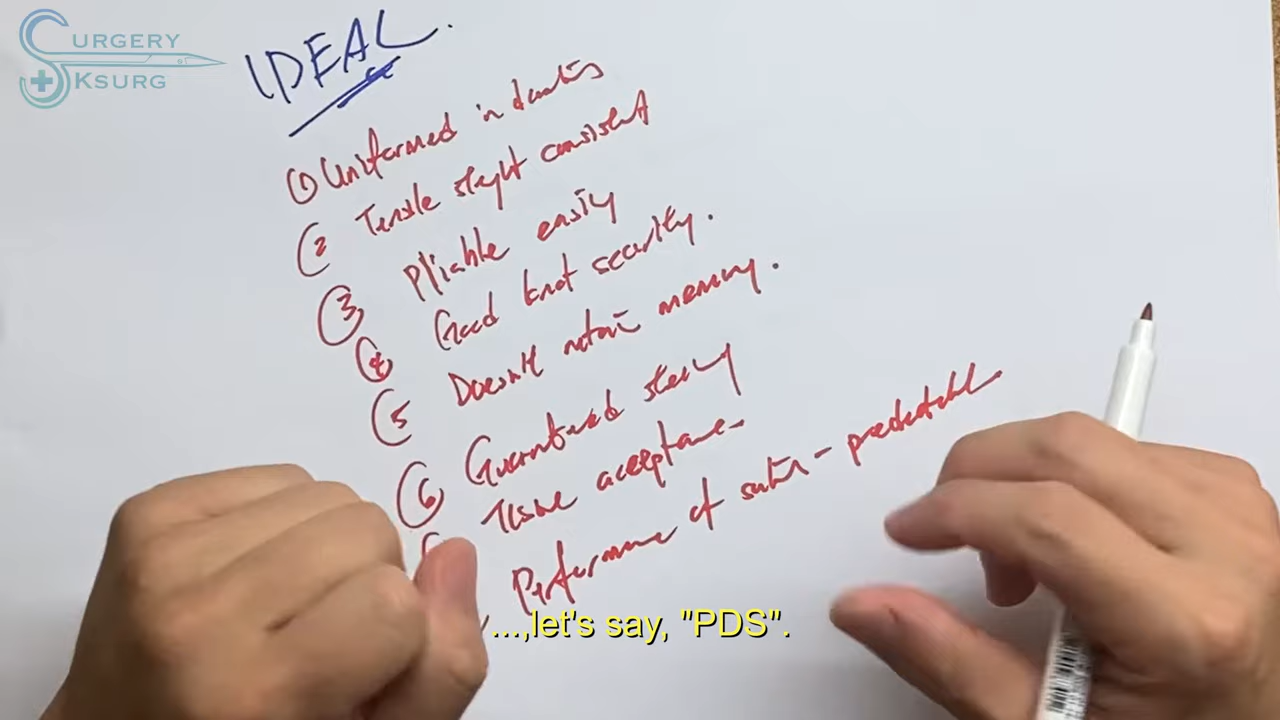 SURGERY
SKSURG
IDEAL.
① Uniformed in diameter
② Tensile strength consistent
③ Pliable easily
④ Good knot security.
⑤ Doesn't retain memory.
⑥ Guaranteed sterility
Tissue acceptance
Performance of suture - predictable
...,let's say, "PDS".